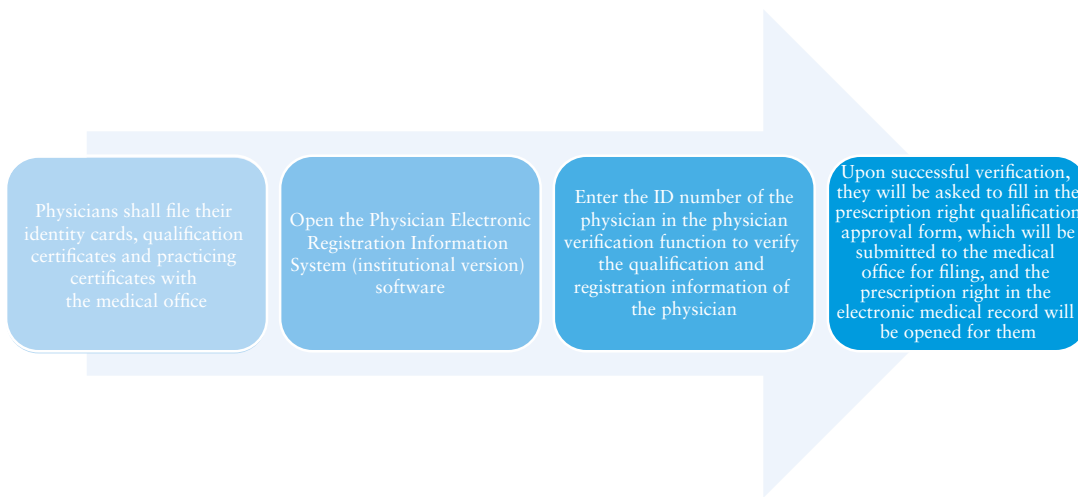 Physicians shall file their
identity cards, qualification
certificates and practicing
certificates with
the medical office
Open the Physician Electronic
Registration Information
System (institutional version)
software
Enter the ID number of the
physician in the physician
verification function to verify
the qualification and
registration information of
the physician
Upon successful verification,
they will be asked to fill in the
prescription right qualification
approval form, which will be
submitted to the medical
office for filing, and the
prescription right in the
electronic medical record will
be opened for them